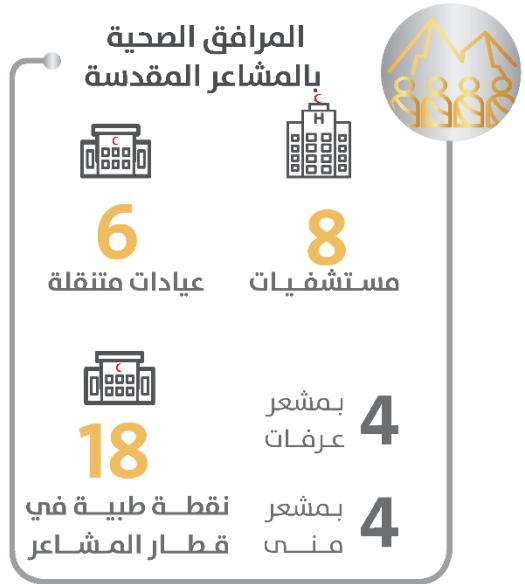 المرافق الصحية
بالمشاعر المقدسة
H
8
مستشفيات
6
عيادات متنقلة
4
بمشعر
عرفات
4
بمشعر
منى
18
نقطة طبية في
قطار المشاعر